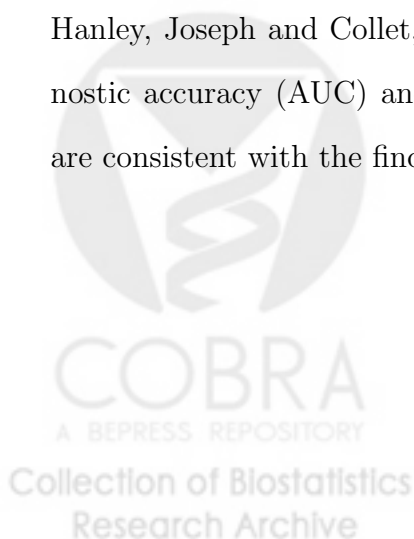 Hanley, Joseph and Collet,
nostic accuracy (AUC) an
are consistent with the find
COBRA
A BEPRESS REPOSITORY
Collection of Biostatistics
Research Archive